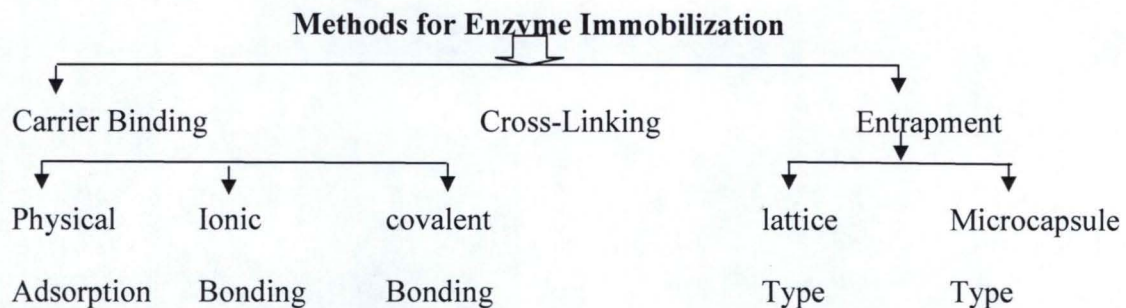 Methods for Enzyme Immobilization
Carrier Binding Cross-Linking Entrapment
Physical Ionic covalent lattice Microcapsule
Adsorption Bonding Bonding Type Type